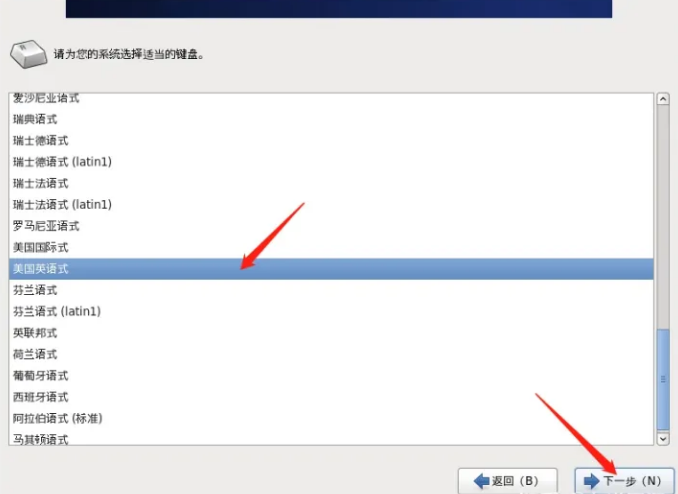 请为您的系统选择适当的键盘。
爱沙尼亚语式
瑞典语式
瑞士德语式
瑞士德语式 (latin1)
瑞士法语式
瑞士法语式 (latin1)
罗马尼亚语式
美国国际式
美国英语式
芬兰语式
芬兰语式 (latin1)
英联邦式
荷兰语式
葡萄牙语式
西班牙语式
阿拉伯语式 (标准)
马其顿语式
返回（B）
下一步（N）